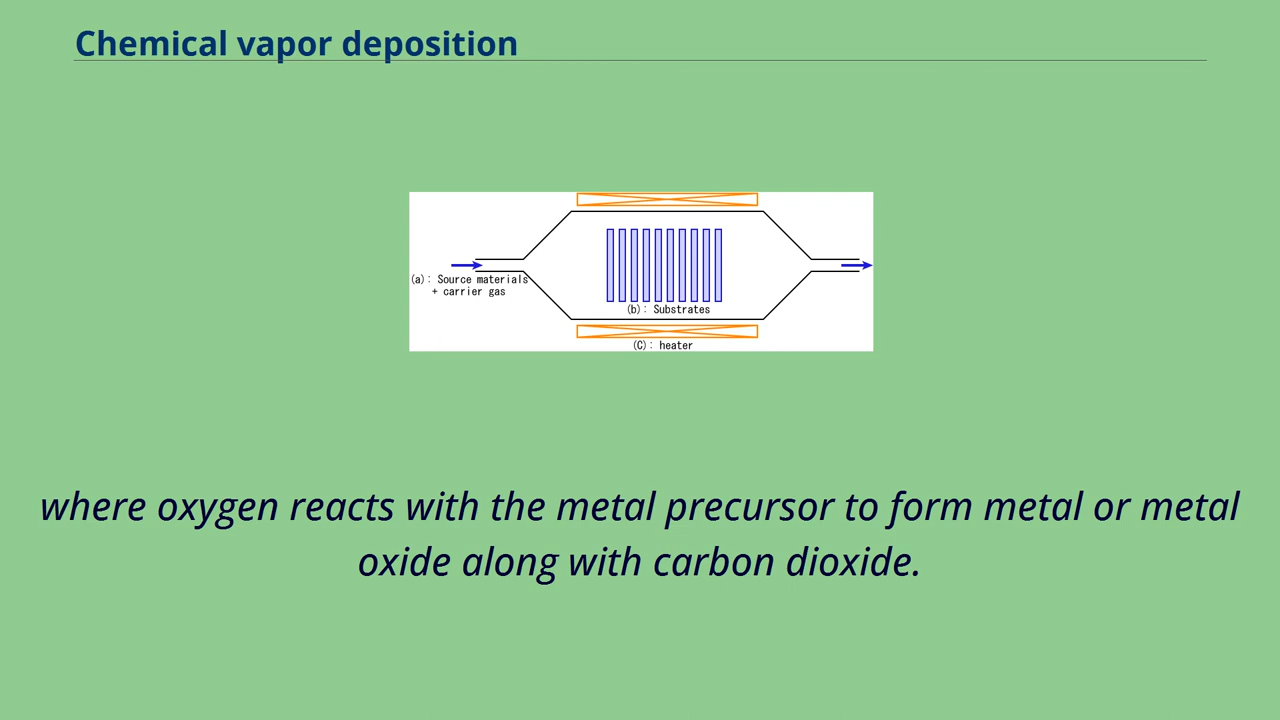 Chemical vapor deposition
(a): Source materials
+ carrier gas
(b): Substrates
(C): heater
where oxygen reacts with the metal precursor to form metal or metal
oxide along with carbon dioxide.